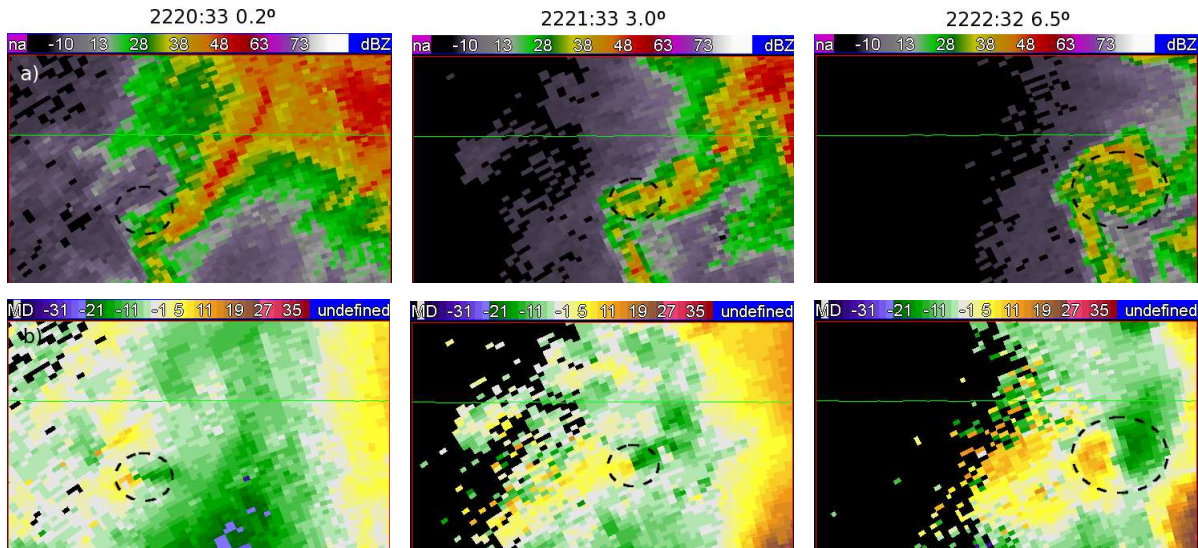 2220:33 0.2º
2221:33 3.0º
2222:32 6.5º
na -10 13 28 38 48 63 73 dBZ
na -10 13 28 38 48 63 73 dBZ
na -10 13 28 38 48 63 73 dBZ
a)
MD -31 -21 -11 -1 5 11 19 27 35 undefined
MD -31 -21 -11 -1 5 11 19 27 35 undefined
MD -31 -21 -11 -1 5 11 19 27 35 undefined
b)